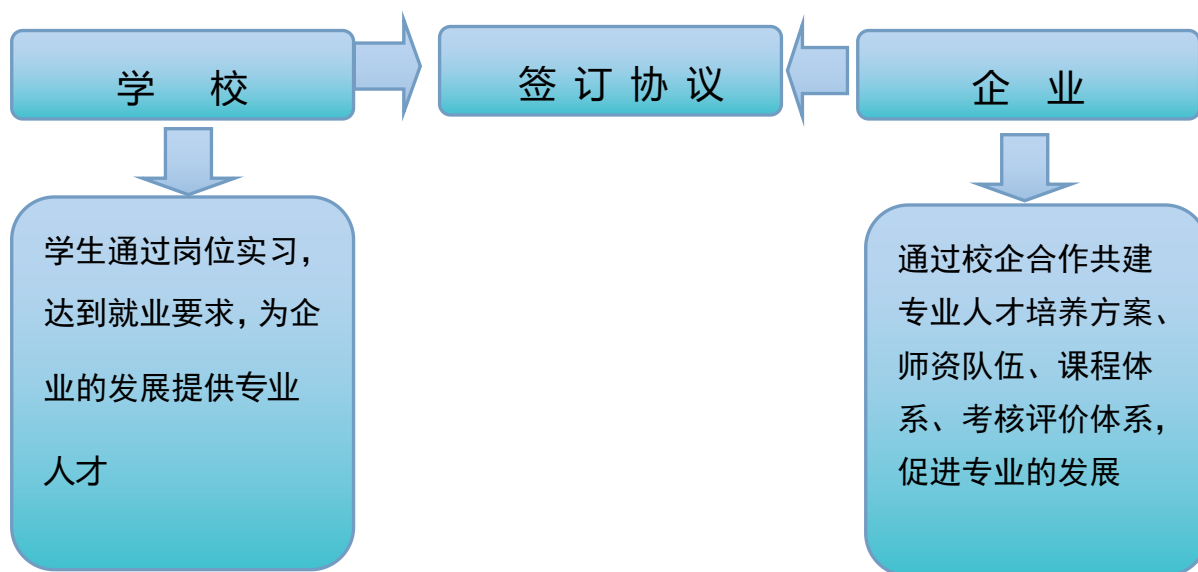 学 校
签 订 协 议
企 业
学生通过岗位实习，
达到就业要求，为企
业的发展提供专业
人才
通过校企合作共建
专业人才培养方案、
师资队伍、课程体
系、考核评价体系，
促进专业的发展